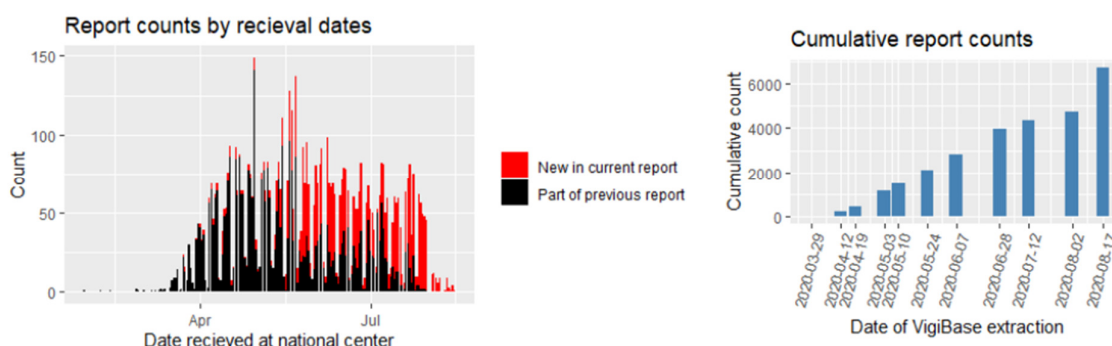 Report counts by recieval dates
150
100
50
0
Count
Apr
Jul
Date recieved at national center
New in current report
Part of previous report
Cumulative report counts
6000
4000
2000
0
Cumulative count
2020-03-29
2020-04-12
2020-04-19
2020-05-03
2020-05-10
2020-05-24
2020-06-07
2020-06-28
2020-07-12
2020-08-02
2020-08-17
Date of VigiBase extraction